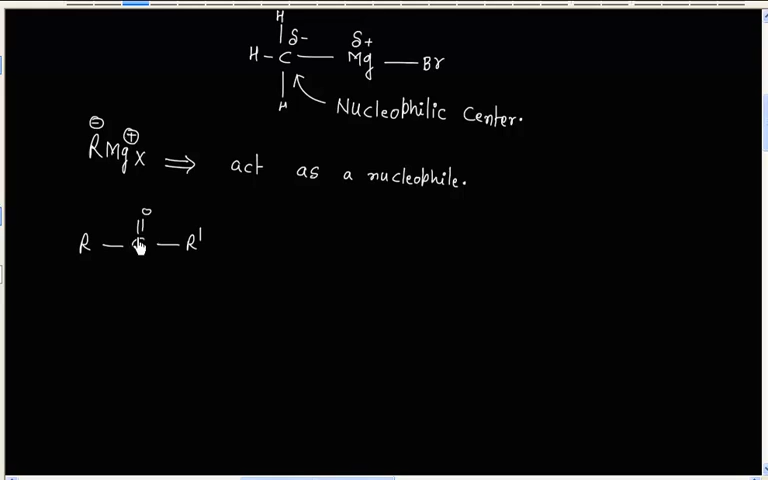 H
δ- δ+
H - C — Mg — Br
H
Nucleophilic Center.
⊖ ⊕
RMgX ⇒ act as a nucleophile.
O
||
R — C — R'